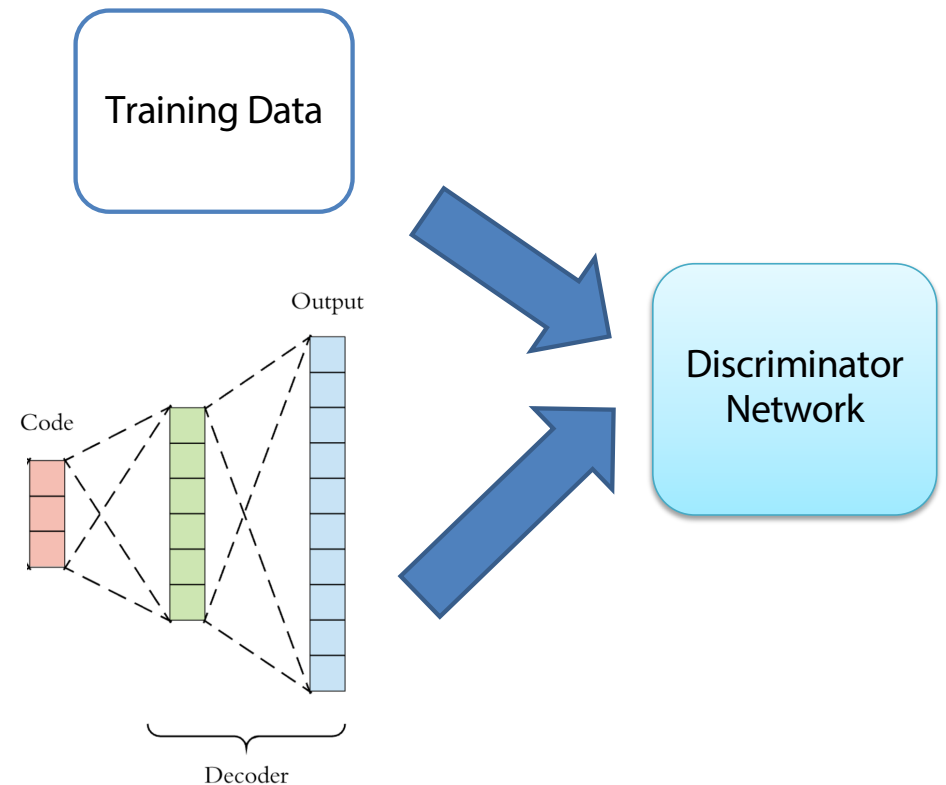 Training Data
Output
Code
Discriminator
Network
Decoder